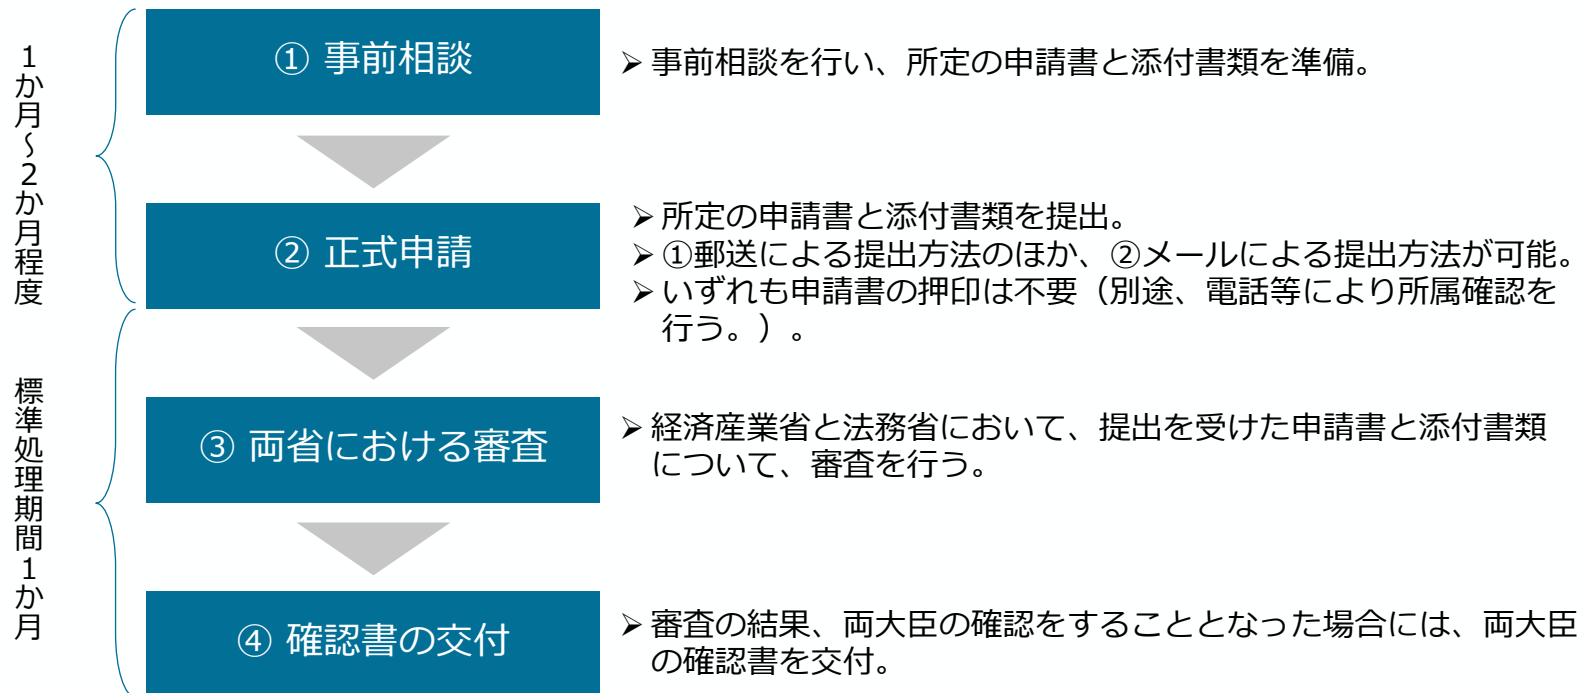 1か月～2か月程度
① 事前相談
➢ 事前相談を行い、所定の申請書と添付書類を準備。
② 正式申請
➢ 所定の申請書と添付書類を提出。
➢ ①郵送による提出方法のほか、②メールによる提出方法が可能。
➢ いずれも申請書の押印は不要（別途、電話等により所属確認を
行う。）。
標準処理期間1か月
③ 両省における審査
➢ 経済産業省と法務省において、提出を受けた申請書と添付書類
について、審査を行う。
④ 確認書の交付
➢ 審査の結果、両大臣の確認をすることとなった場合には、両大臣
の確認書を交付。